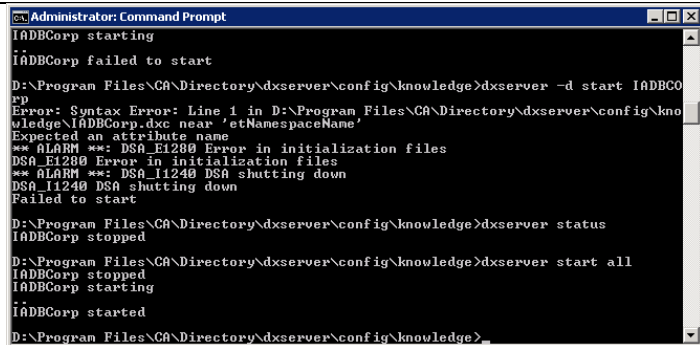 Administrator: Command Prompt
IADBCorp starting
..
IADBCorp failed to start
D:\Program Files\CA\Directory\dxserver\config\knowledge>dxserver -d start IADBCO
rp
Error: Syntax Error: Line 1 in D:\Program Files\CA\Directory\dxserver\config\kno
wledge\IADBCorp.dxc near 'etNamespaceName'
Expected an attribute name
** ALARM **: DSA_E1280 Error in initialization files
DSA_E1280 Error in initialization files
** ALARM **: DSA_I1240 DSA shutting down
DSA_I1240 DSA shutting down
Failed to start
D:\Program Files\CA\Directory\dxserver\config\knowledge>dxserver status
IADBCorp stopped
D:\Program Files\CA\Directory\dxserver\config\knowledge>dxserver start all
IADBCorp stopped
IADBCorp starting
..
IADBCorp started
D:\Program Files\CA\Directory\dxserver\config\knowledge>_